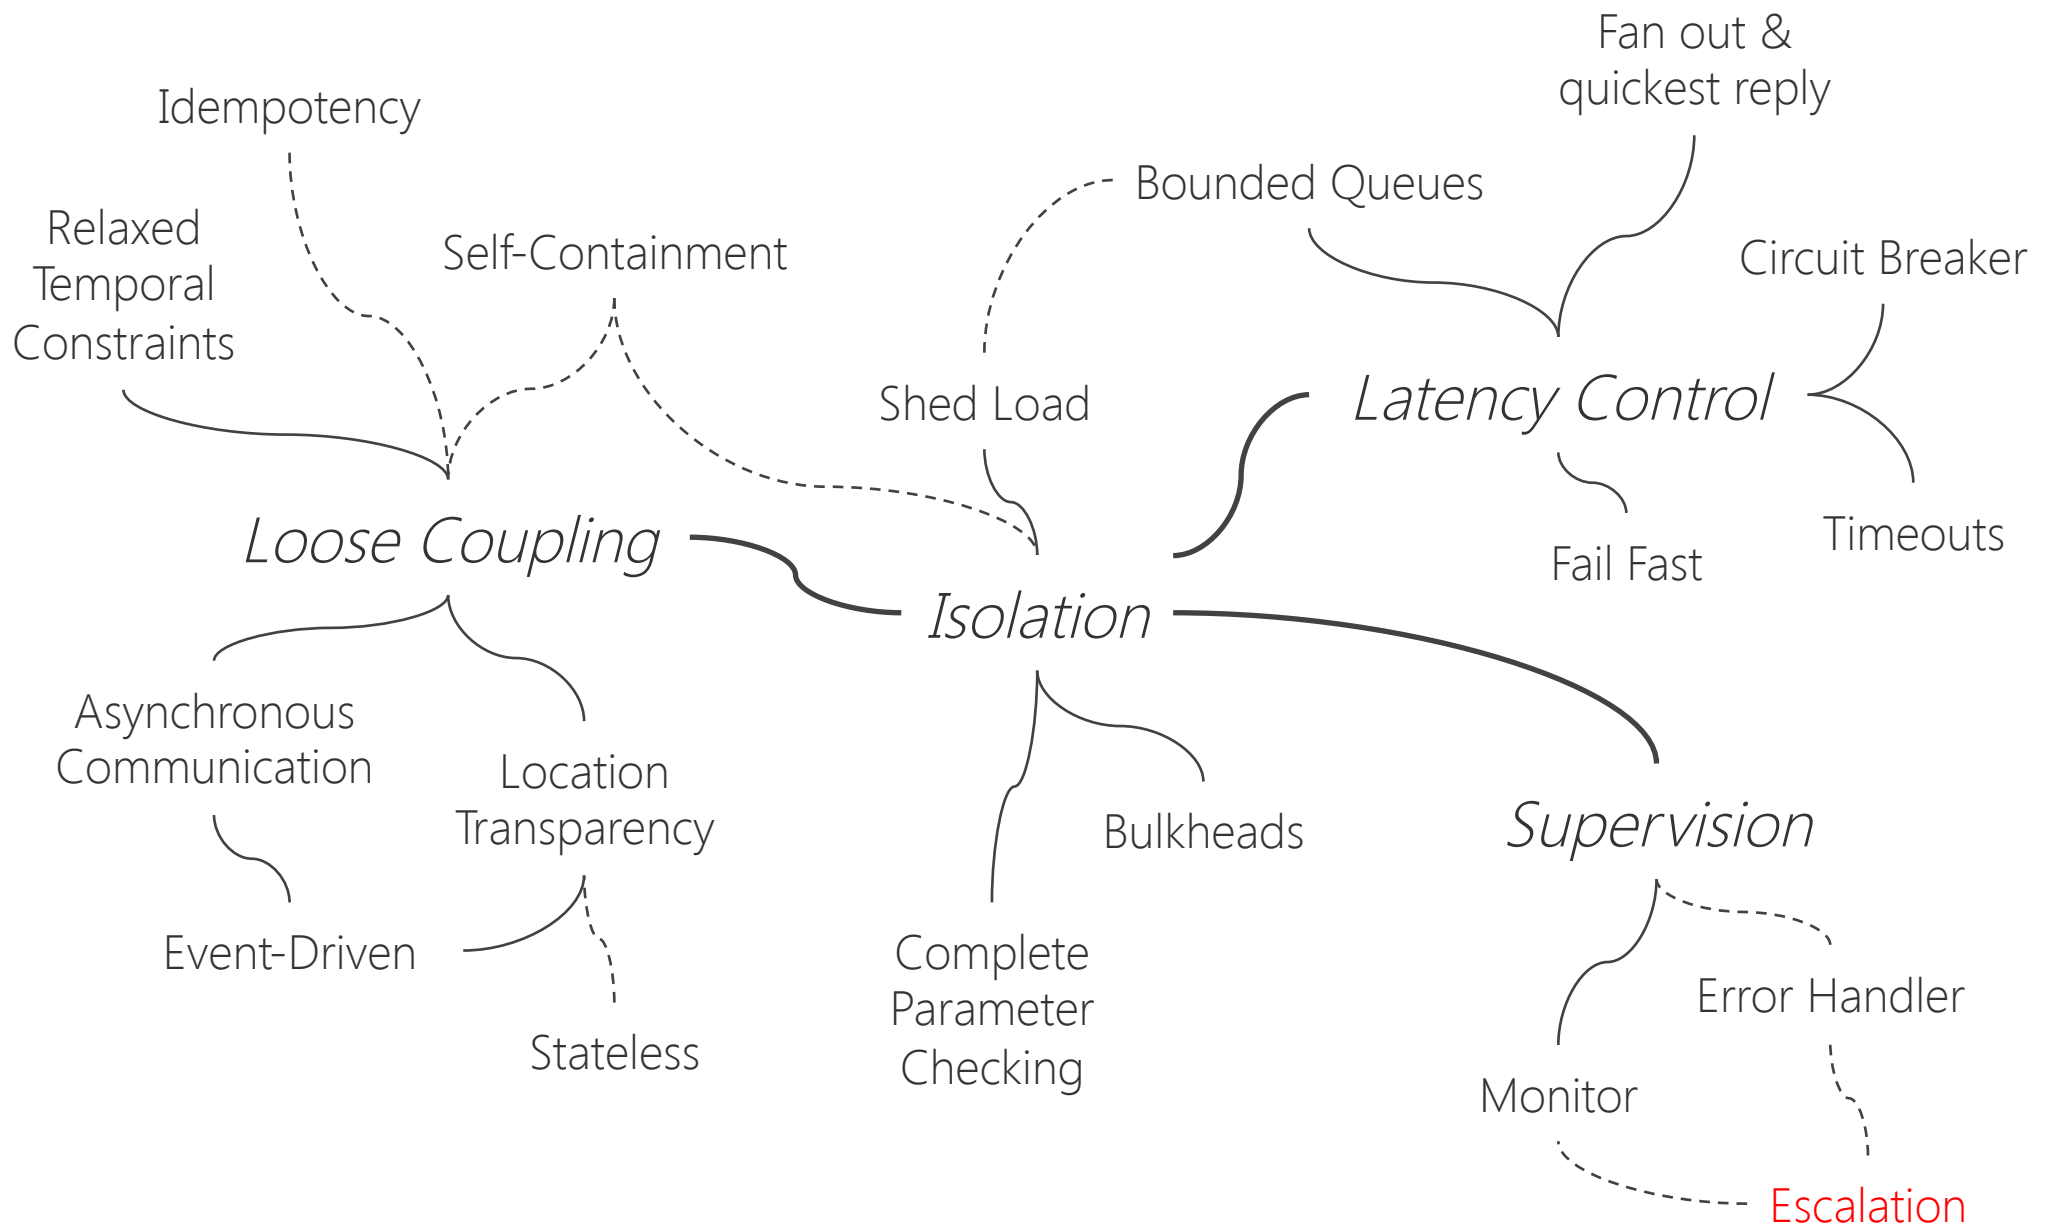 Fan out &
quickest reply
Idempotency
Bounded Queues
Relaxed
Temporal
Constraints
Self-Containment
Circuit Breaker
Shed Load
Latency Control
Loose Coupling
Fail Fast
Timeouts
Isolation
Asynchronous
Communication
Location
Transparency
Bulkheads
Supervision
Event-Driven
Complete
Parameter
Checking
Error Handler
Stateless
Monitor
Escalation